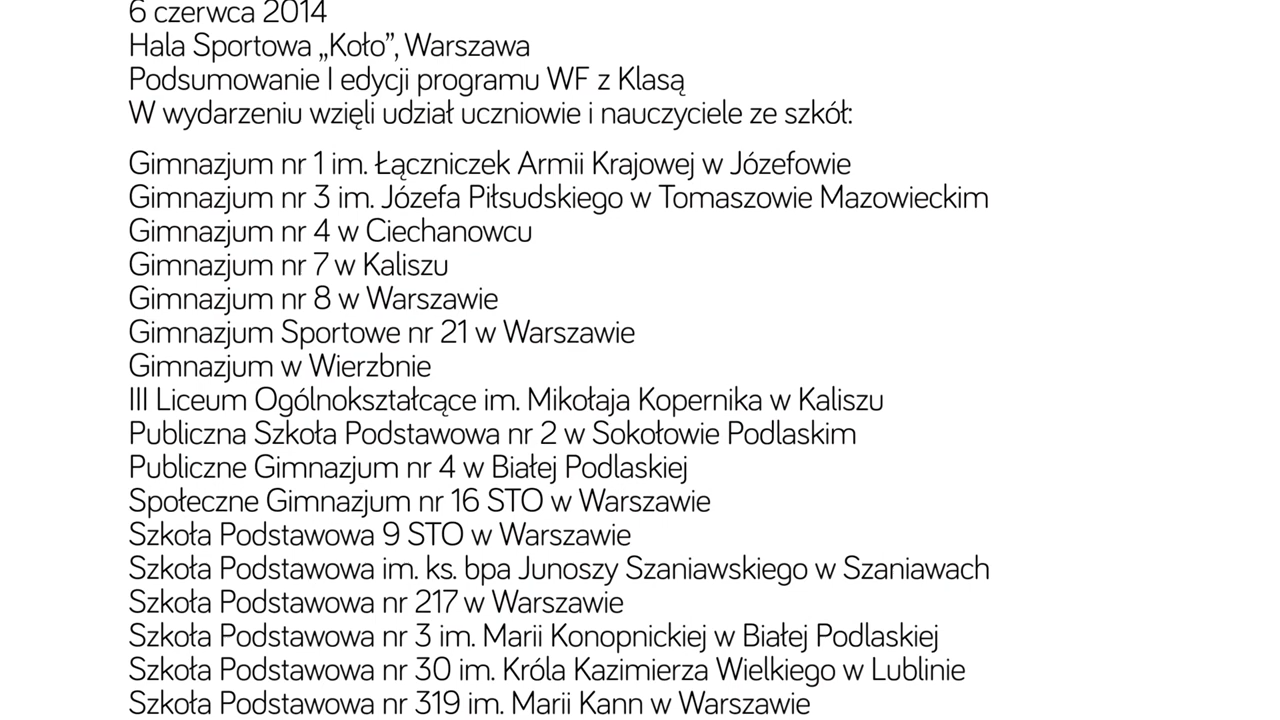 6 czerwca 2014
Hala Sportowa „Koło”, Warszawa
Podsumowanie I edycji programu WF z Klasą
W wydarzeniu wzięli udział uczniowie i nauczyciele ze szkół:
Gimnazjum nr 1 im. Łączniczek Armii Krajowej w Józefowie
Gimnazjum nr 3 im. Józefa Piłsudskiego w Tomaszowie Mazowieckim
Gimnazjum nr 4 w Ciechanowcu
Gimnazjum nr 7 w Kaliszu
Gimnazjum nr 8 w Warszawie
Gimnazjum Sportowe nr 21 w Warszawie
Gimnazjum w Wierzbnie
III Liceum Ogólnokształcące im. Mikołaja Kopernika w Kaliszu
Publiczna Szkoła Podstawowa nr 2 w Sokołowie Podlaskim
Publiczne Gimnazjum nr 4 w Białej Podlaskiej
Społeczne Gimnazjum nr 16 STO w Warszawie
Szkoła Podstawowa 9 STO w Warszawie
Szkoła Podstawowa im. ks. bpa Junoszy Szaniawskiego w Szaniawach
Szkoła Podstawowa nr 217 w Warszawie
Szkoła Podstawowa nr 3 im. Marii Konopnickiej w Białej Podlaskiej
Szkoła Podstawowa nr 30 im. Króla Kazimierza Wielkiego w Lublinie
Szkoła Podstawowa nr 319 im. Marii Kann w Warszawie